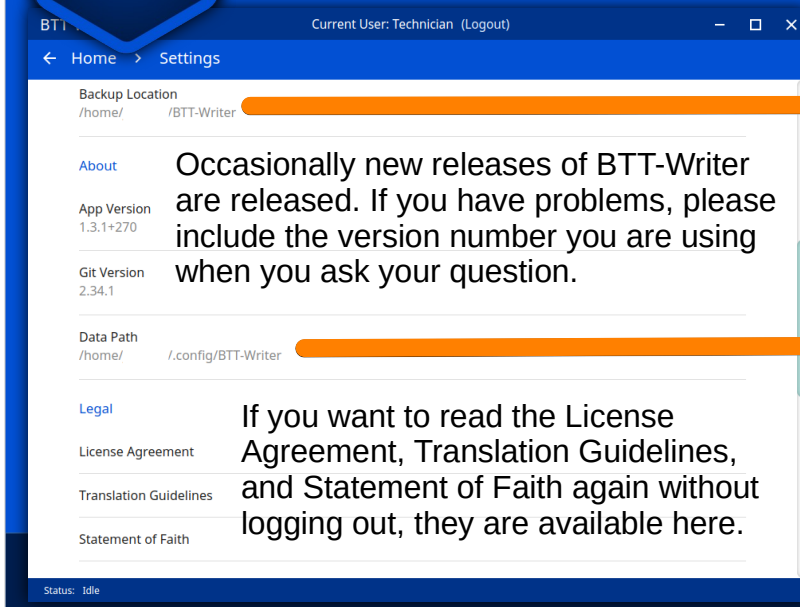 BTT
Current User: Technician (Logout)
Home > Settings
Backup Location
/home/ /BTT-Writer
About
Occasionally new releases of BTT-Writer
are released. If you have problems, please
include the version number you are using
when you ask your question.
App Version
1.3.1+270
Git Version
2.34.1
Data Path
/home/ /.config/BTT-Writer
Legal
If you want to read the License
Agreement, Translation Guidelines,
and Statement of Faith again without
logging out, they are available here.
License Agreement
Translation Guidelines
Statement of Faith
Status: Idle